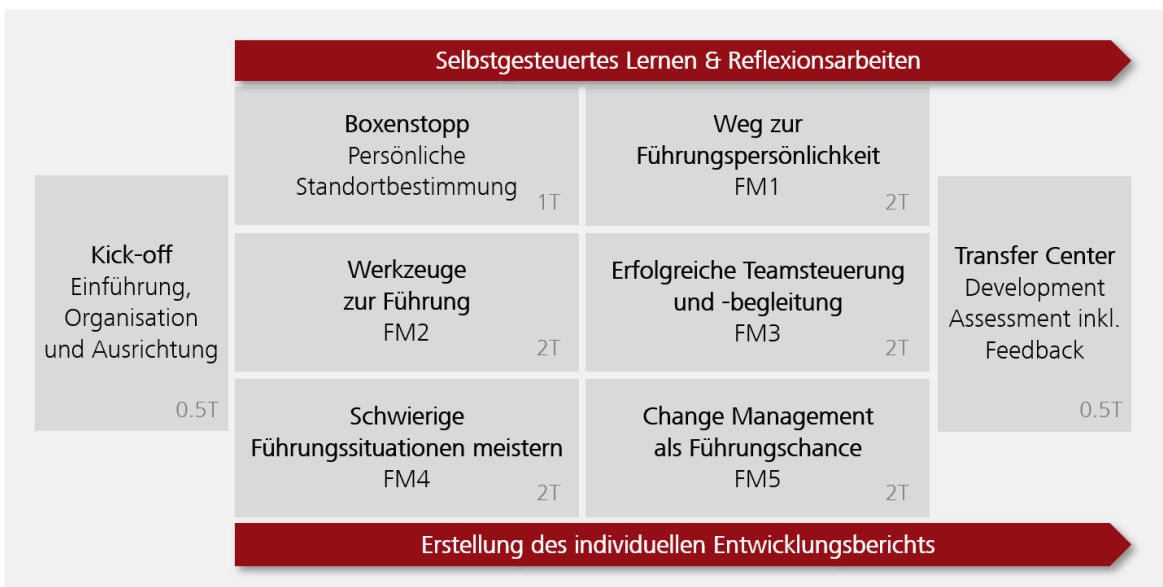 Selbstgesteuertes Lernen & Reflexionsarbeiten
Kick-off
Einführung,
Organisation
und Ausrichtung
0.5T
Boxenstopp
Persönliche
Standortbestimmung
1T
Weg zur
Führungspersönlichkeit
FM1
2T
Werkzeuge
zur Führung
FM2
2T
Erfolgreiche Teamsteuerung
und -begleitung
FM3
2T
Schwierige
Führungssituationen meistern
FM4
2T
Change Management
als Führungschance
FM5
2T
Transfer Center
Development
Assessment inkl.
Feedback
0.5T
Erstellung des individuellen Entwicklungsberichts